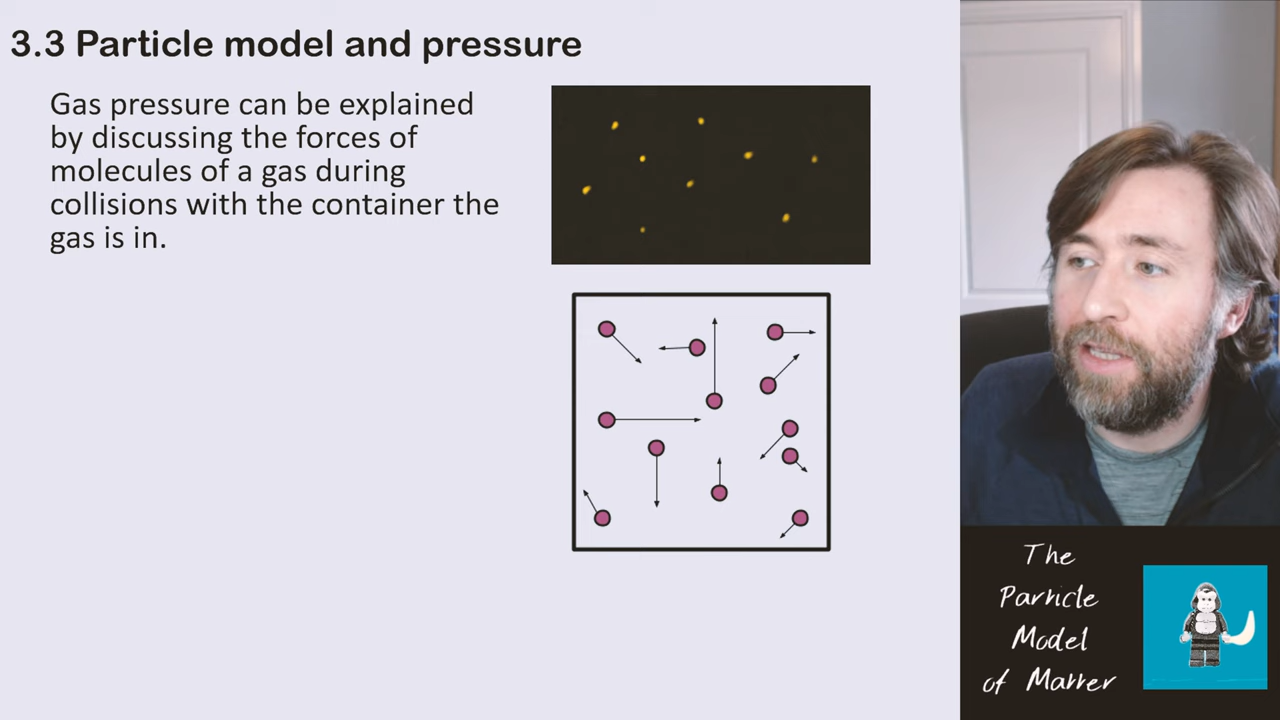 3.3 Particle model and pressure
Gas pressure can be explained
by discussing the forces of
molecules of a gas during
collisions with the container the
gas is in.
The
Particle
Model
of Matter